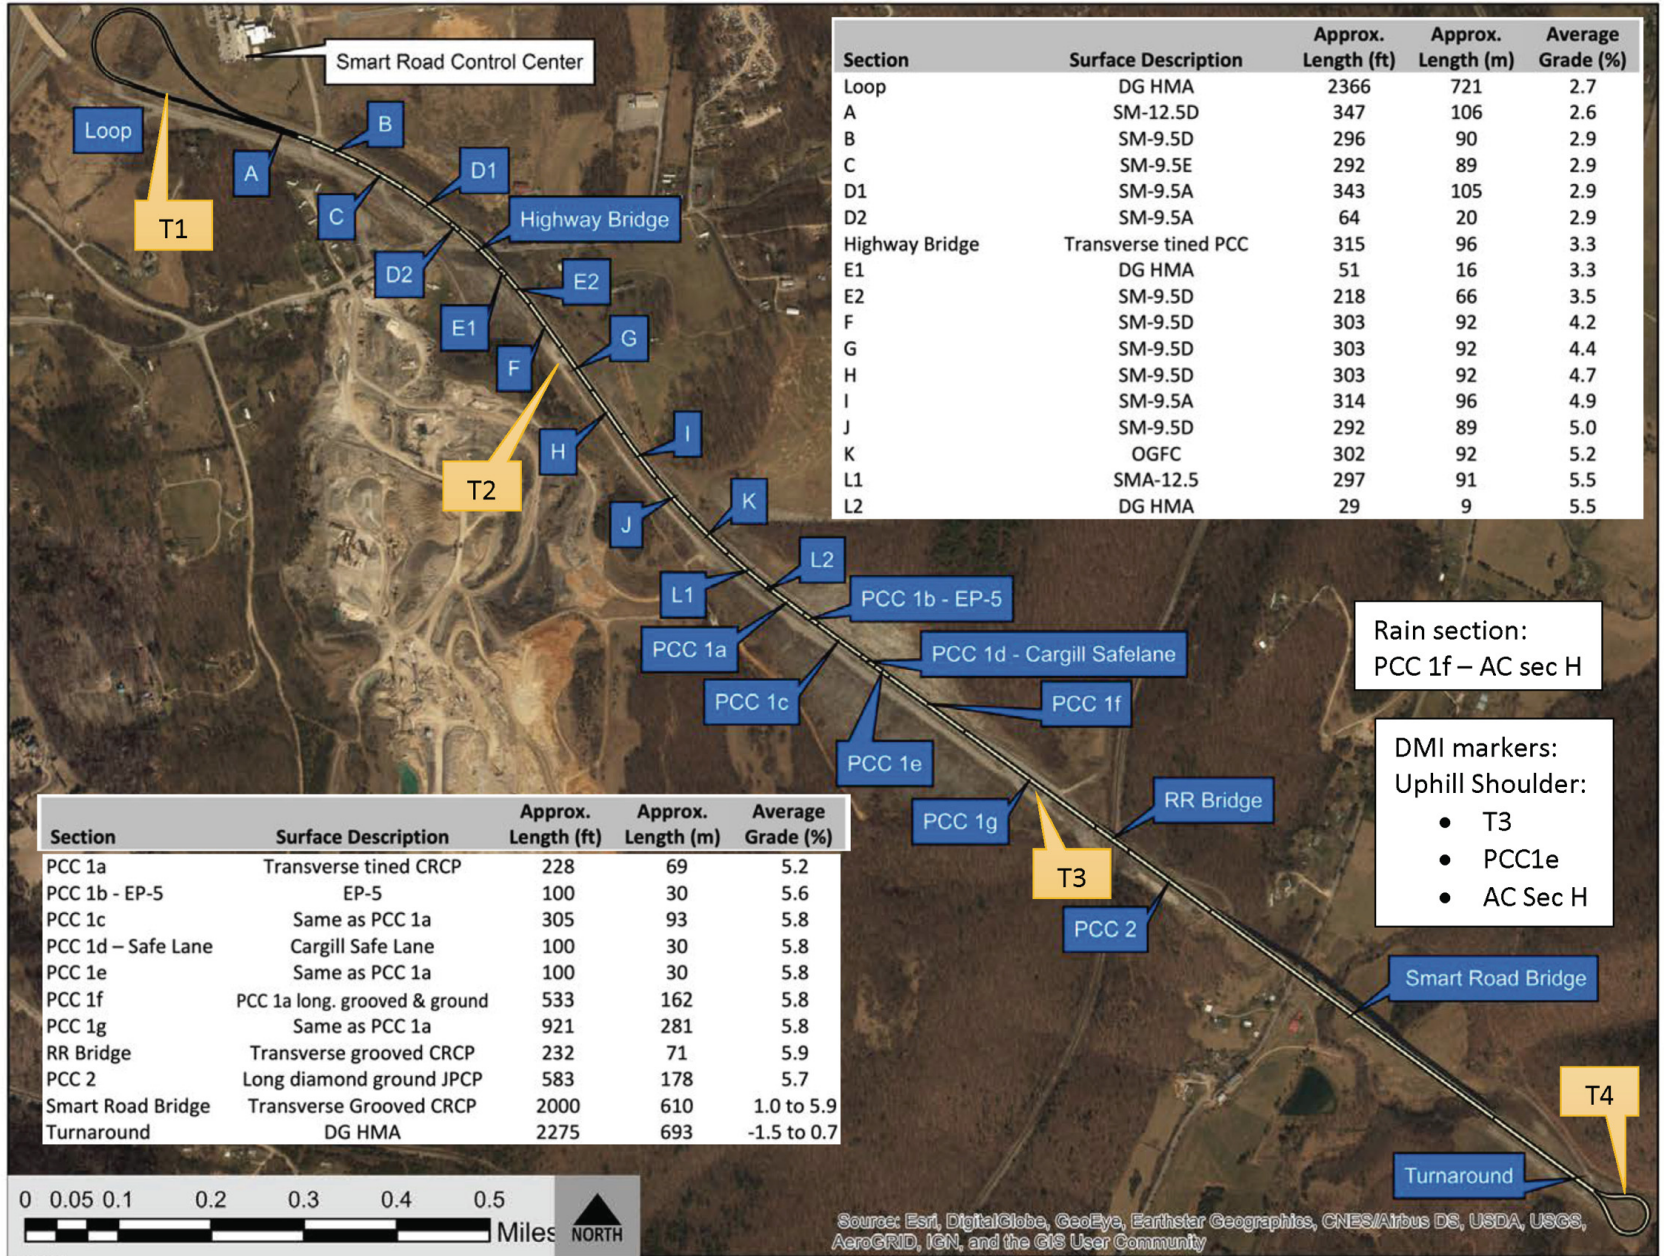 Smart Road Control Center
Loop
A
B
C
D1
D2
Highway Bridge
E1
E2
F
G
H
I
J
K
L1
L2
PCC 1a
PCC 1b - EP-5
PCC 1c
PCC 1d - Cargill Safelane
PCC 1e
PCC 1f
PCC 1g
RR Bridge
PCC 2
Smart Road Bridge
Turnaround
T1
T2
T3
T4
Section Surface Description Approx. Length (ft) Approx. Length (m) Average Grade (%)
Loop DG HMA 2366 721 2.7
A SM-12.5D 347 106 2.6
B SM-9.5D 296 90 2.9
C SM-9.5E 292 89 2.9
D1 SM-9.5A 343 105 2.9
D2 SM-9.5A 64 20 2.9
Highway Bridge Transverse tined PCC 315 96 3.3
E1 DG HMA 51 16 3.3
E2 SM-9.5D 218 66 3.5
F SM-9.5D 303 92 4.2
G SM-9.5D 303 92 4.4
H SM-9.5D 303 92 4.7
I SM-9.5A 314 96 4.9
J SM-9.5D 292 89 5.0
K OGFC 302 92 5.2
L1 SMA-12.5 297 91 5.5
L2 DG HMA 29 9 5.5
Rain section:
PCC 1f – AC sec H
DMI markers:
Uphill Shoulder:
• T3
• PCC1e
• AC Sec H
Section Surface Description Approx. Length (ft) Approx. Length (m) Average Grade (%)
PCC 1a Transverse tined CRCP 228 69 5.2
PCC 1b - EP-5 EP-5 100 30 5.6
PCC 1c Same as PCC 1a 305 93 5.8
PCC 1d – Safe Lane Cargill Safe Lane 100 30 5.8
PCC 1e Same as PCC 1a 100 30 5.8
PCC 1f PCC 1a long. grooved & ground 533 162 5.8
PCC 1g Same as PCC 1a 921 281 5.8
RR Bridge Transverse grooved CRCP 232 71 5.9
PCC 2 Long diamond ground JPCP 583 178 5.7
Smart Road Bridge Transverse Grooved CRCP 2000 610 1.0 to 5.9
Turnaround DG HMA 2275 693 -1.5 to 0.7
0 0.05 0.1 0.2 0.3 0.4 0.5
Miles
NORTH
Source: Esri, DigitalGlobe, GeoEye, Earthstar Geographics, CNES/Airbus DS, USDA, USGS,
AeroGRID, IGN, and the GIS User Community